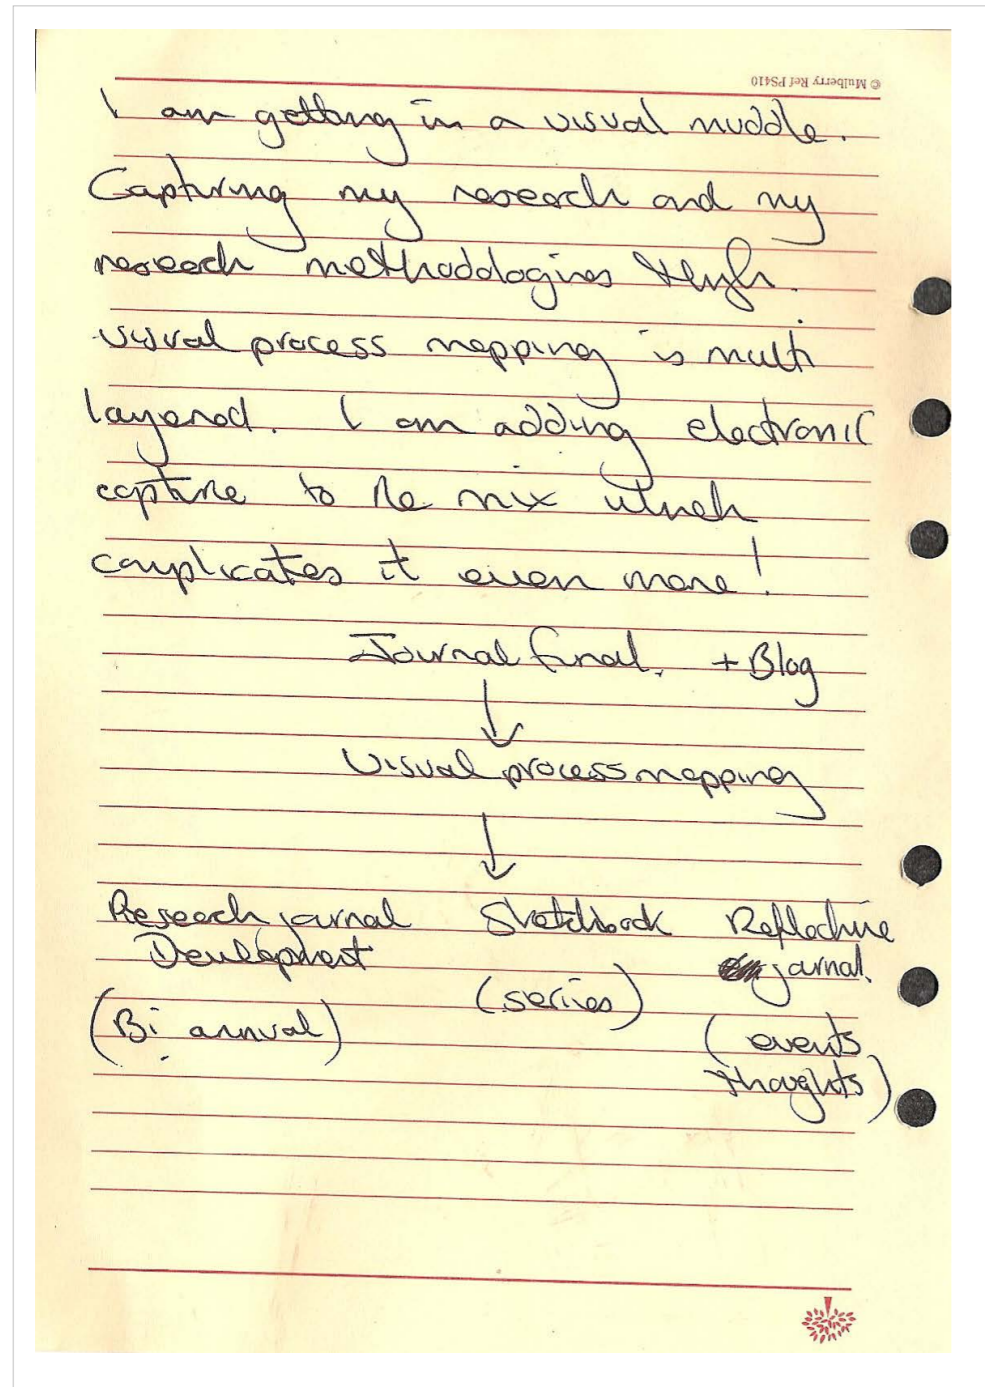 © Mulberry Ref PS410
I am getting in a visual muddle.
Capturing my research and my
research methodologies through
visual process mapping is multi
layered. I am adding electronic
capture to the mix which
complicates it even more!
Journal final. + Blog
Visual process mapping
Research journal Sketchbook Reflective
Development journal.
(Bi annual) (series) (events
thoughts)